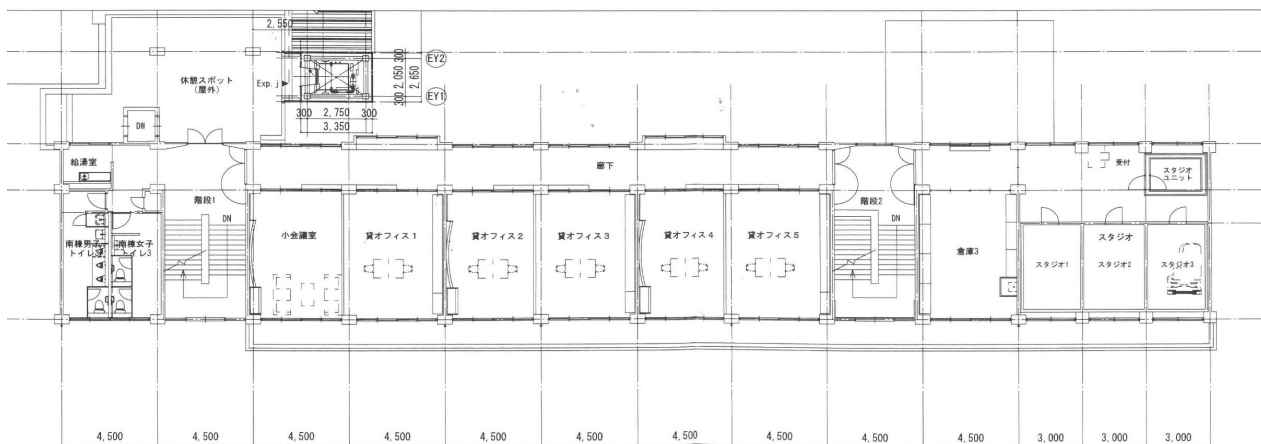 2,550
休憩スポット
(屋外)
Exp.j
EY2
EY1
300
2,050
300
2,650
300
2,750
300
3,350
DW
給湯室
廊下
受付
スタジオ
ユニット
階段1
DN
階段2
DN
南棟男子
トイレ
南棟女子
トイレ3
小会議室
貸オフィス1
貸オフィス2
貸オフィス3
貸オフィス4
貸オフィス5
倉庫3
スタジオ
スタジオ1
スタジオ2
スタジオ3
4,500
4,500
4,500
4,500
4,500
4,500
4,500
4,500
4,500
4,500
3,000
3,000
3,000